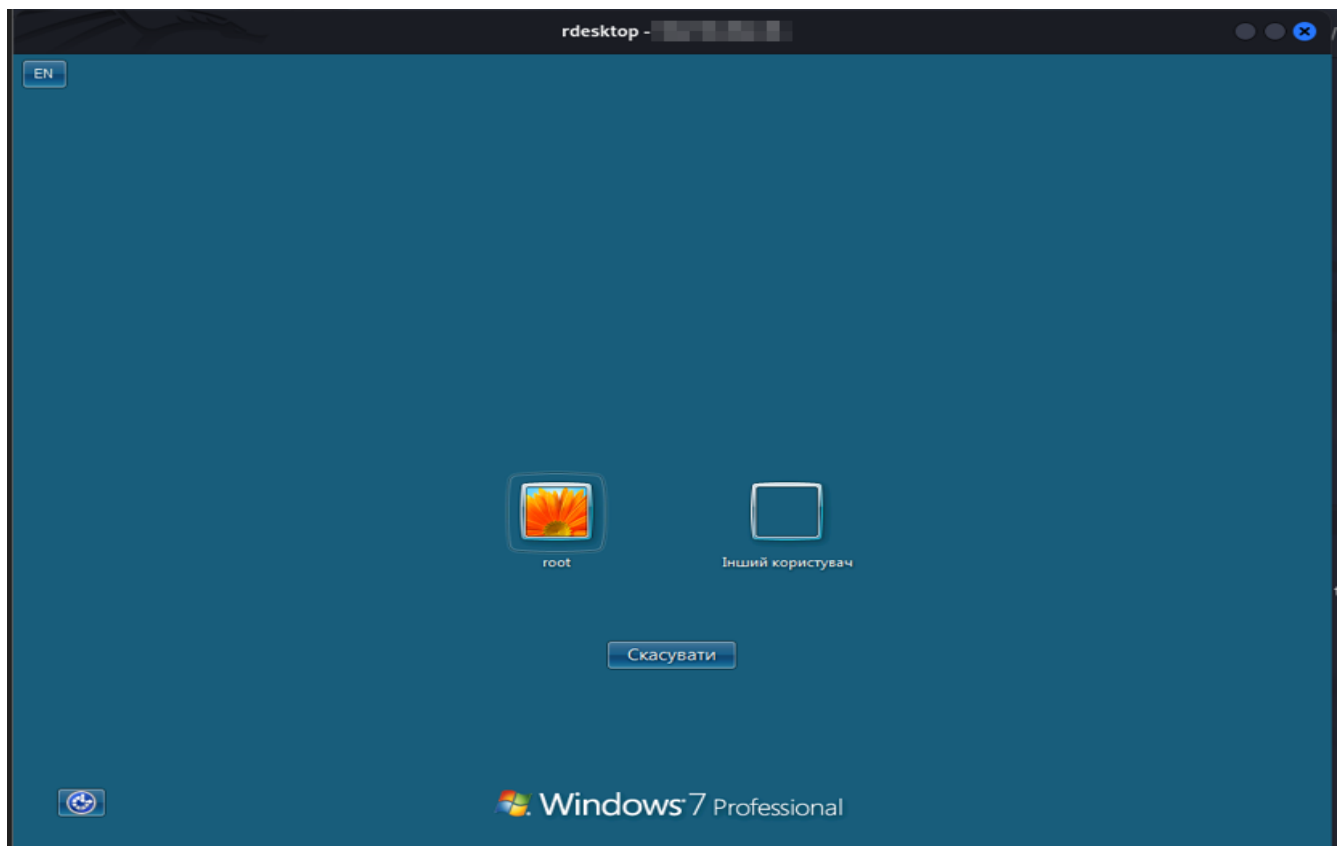 rdesktop -
EN
root
Інший користувач
Скасувати
Windows 7 Professional